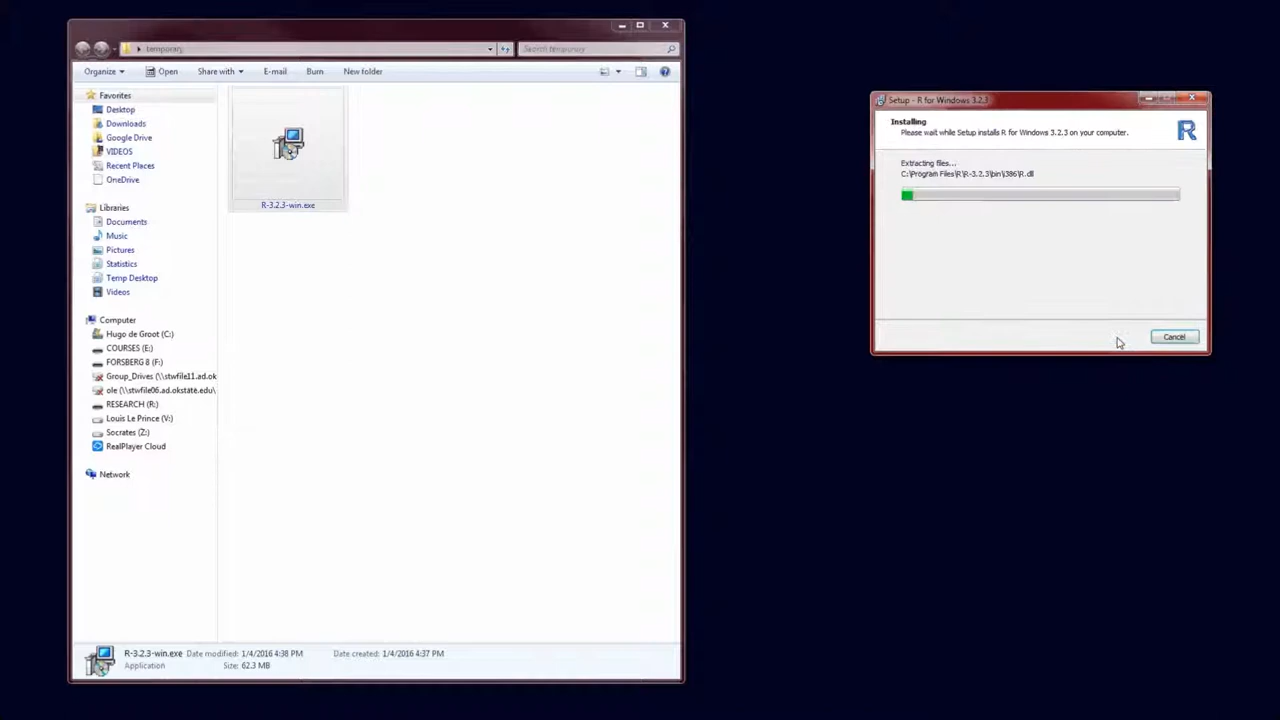 temporary
Search temporary
Organize
Open
Share with
E-mail
Burn
New folder
Favorites
Desktop
Downloads
Google Drive
VIDEOS
Recent Places
OneDrive
Libraries
Documents
Music
Pictures
Statistics
Temp Desktop
Videos
Computer
Hugo de Groot (C:)
COURSES (E:)
FORSBERG 8 (F:)
Group_Drives (\\stwfile11.ad.ok
ole (\\stwfile06.ad.okstate.edu\
RESEARCH (R:)
Louis Le Prince (V:)
Socrates (Z:)
RealPlayer Cloud
Network
R-3.2.3-win.exe
R-3.2.3-win.exe Date modified: 1/4/2016 4:38 PM Date created: 1/4/2016 4:37 PM
Application Size: 62.3 MB
Setup - R for Windows 3.2.3
Installing
Please wait while Setup installs R for Windows 3.2.3 on your computer.
R
Extracting files...
C:\Program Files\R\R-3.2.3\bin\i386\R.dll
Cancel